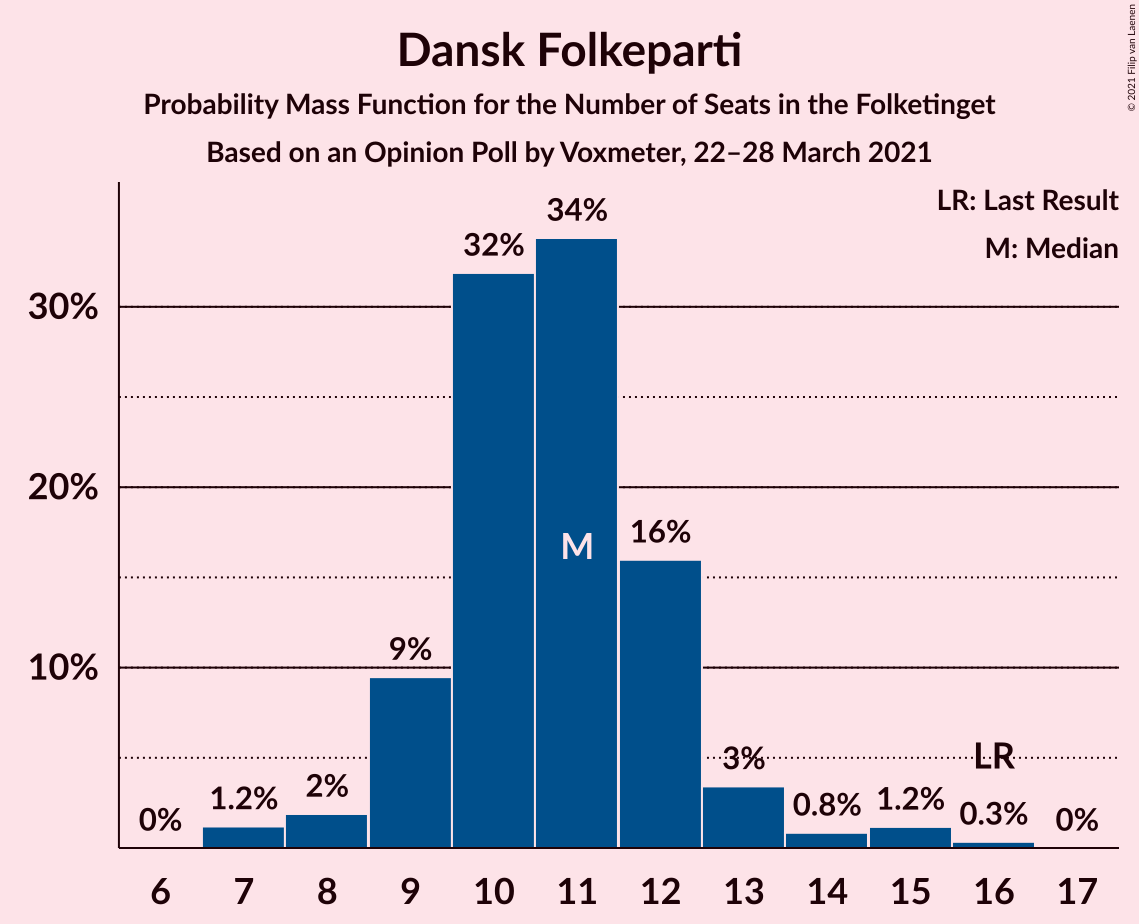 Dansk Folkeparti
Probability Mass Function for the Number of Seats in the Folketinget
Based on an Opinion Poll by Voxmeter, 22–28 March 2021
© 2021 Filip van Laenen
LR: Last Result
M: Median
30%
20%
10%
0%
1.2%
2%
9%
32%
34%
M
16%
3%
0.8%
1.2%
LR
0.3%
0%
6 7 8 9 10 11 12 13 14 15 16 17